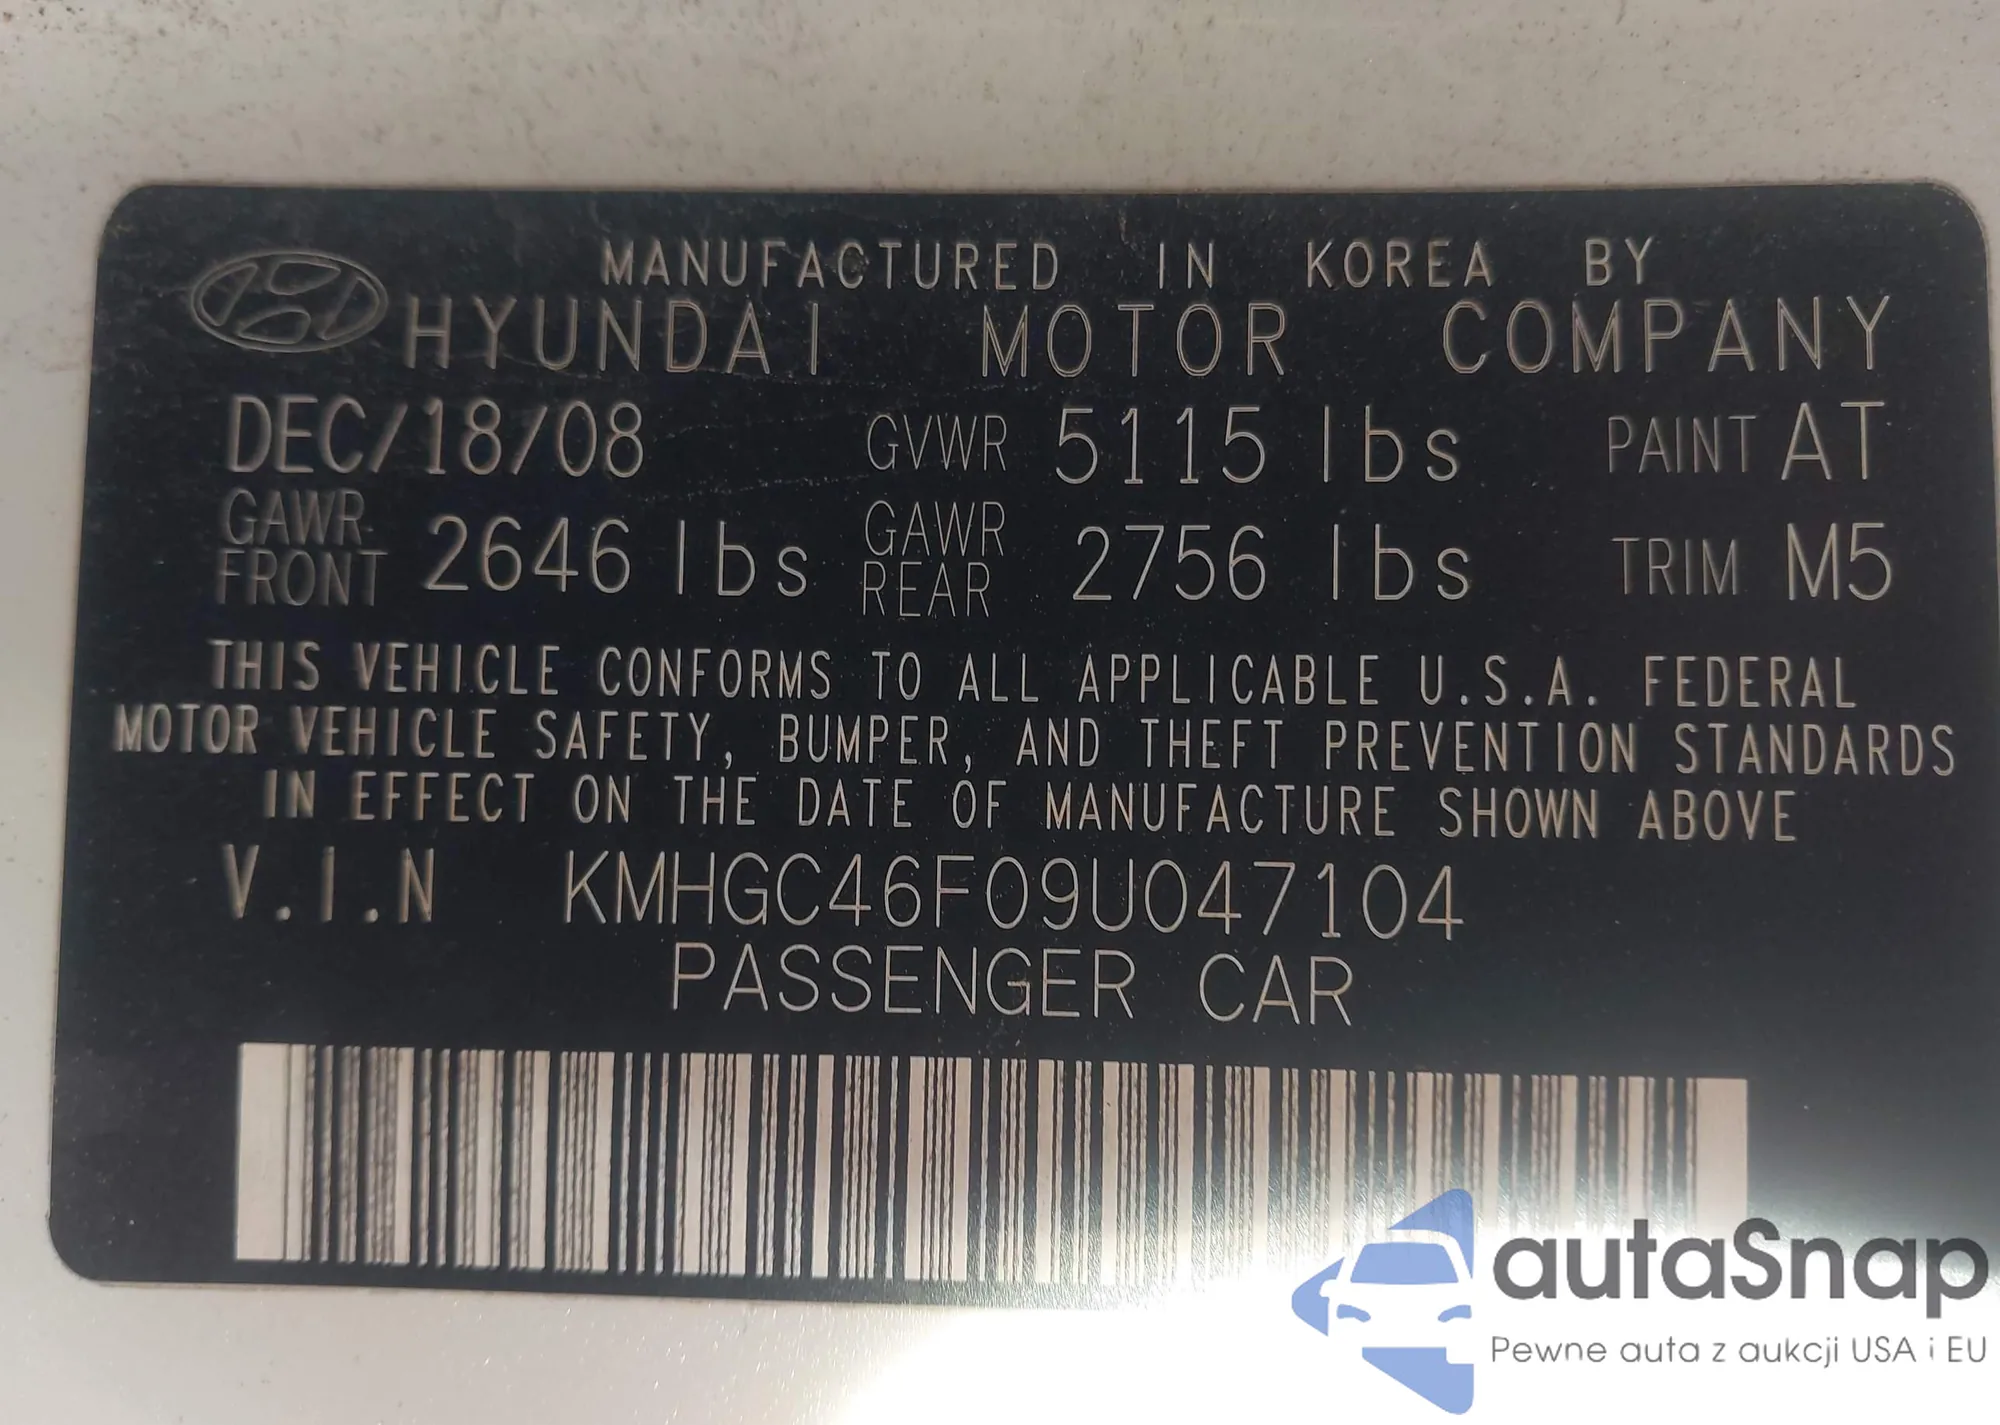 MANUFACTURED IN KOREA BY
HYUNDAI MOTOR COMPANY
DEC/18/08 GVWR 5115 lbs PAINT AT
GAWR FRONT 2646 lbs GAWR REAR 2756 lbs TRIM M5
THIS VEHICLE CONFORMS TO ALL APPLICABLE U.S.A. FEDERAL
MOTOR VEHICLE SAFETY, BUMPER, AND THEFT PREVENTION STANDARDS
IN EFFECT ON THE DATE OF MANUFACTURE SHOWN ABOVE
V.I.N KMHGC46F09U047104
PASSENGER CAR
autaSnap
Pewne auta z aukcji USA i EU